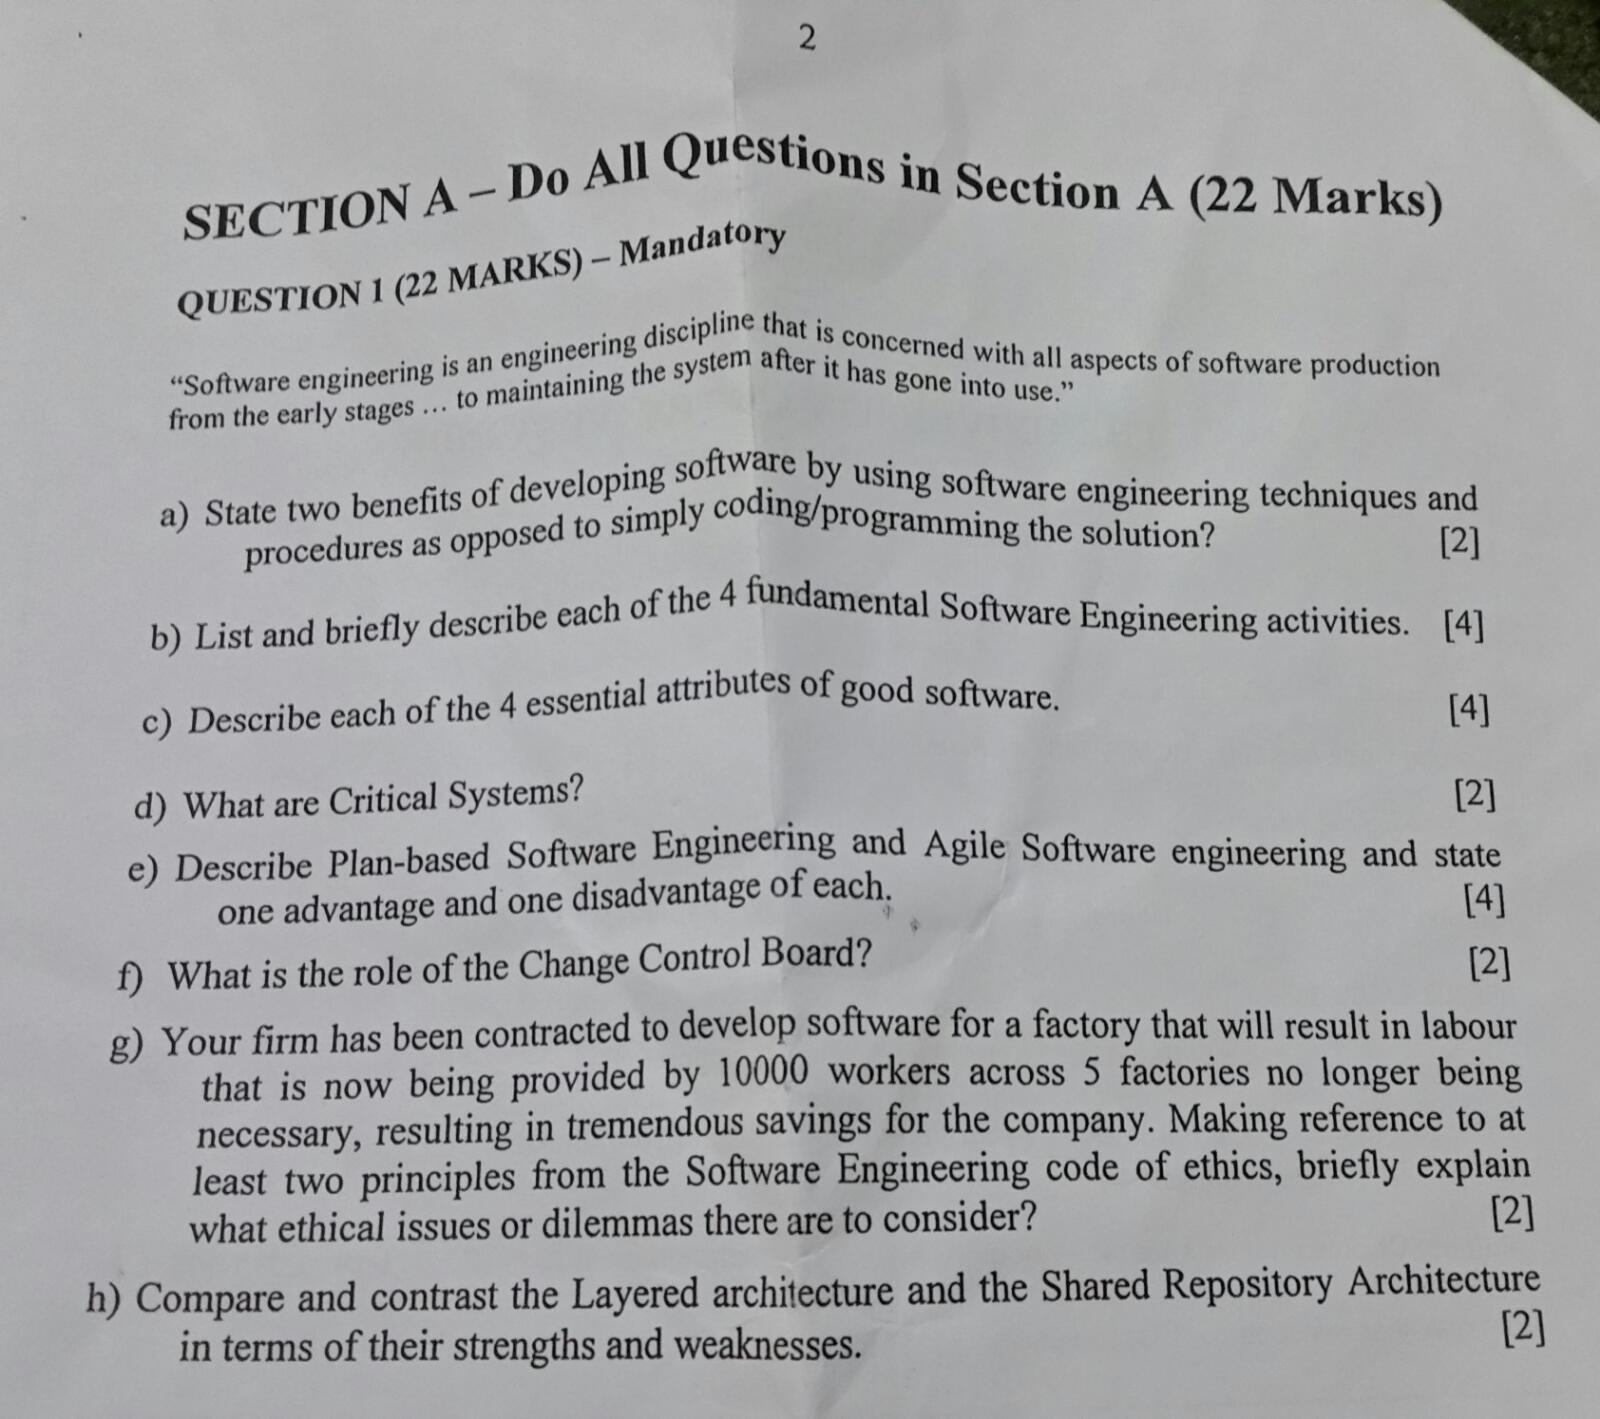 2
SECTION A – Do All Questions in Section A (22 Marks)
QUESTION 1 (22 MARKS) – Mandatory
“Software engineering is an engineering discipline that is concerned with all aspects of software production
from the early stages … to maintaining the system after it has gone into use.”
a) State two benefits of developing software by using software engineering techniques and
procedures as opposed to simply coding/programming the solution? [2]
b) List and briefly describe each of the 4 fundamental Software Engineering activities. [4]
c) Describe each of the 4 essential attributes of good software. [4]
d) What are Critical Systems? [2]
e) Describe Plan-based Software Engineering and Agile Software engineering and state
one advantage and one disadvantage of each. [4]
f) What is the role of the Change Control Board? [2]
g) Your firm has been contracted to develop software for a factory that will result in labour
that is now being provided by 10000 workers across 5 factories no longer being
necessary, resulting in tremendous savings for the company. Making reference to at
least two principles from the Software Engineering code of ethics, briefly explain
what ethical issues or dilemmas there are to consider? [2]
h) Compare and contrast the Layered architecture and the Shared Repository Architecture
in terms of their strengths and weaknesses. [2]